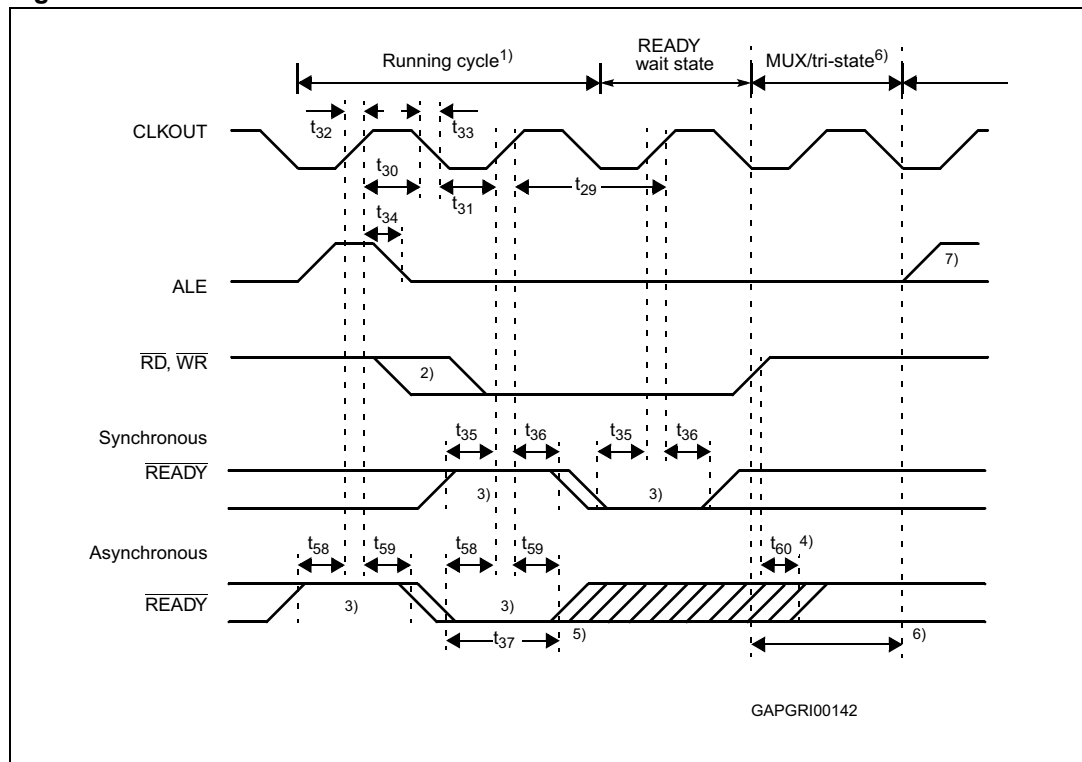 Running cycle1)
READY
wait state
MUX/tri-state6)
CLKOUT
t32
t33
t30
t31
t29
t34
ALE
7)
RD, WR
2)
Synchronous
t35
t36
t35
t36
READY
3)
3)
Asynchronous
t58
t59
t58
t59
t60 4)
READY
3)
3)
t37
5)
6)
GAPGRI00142